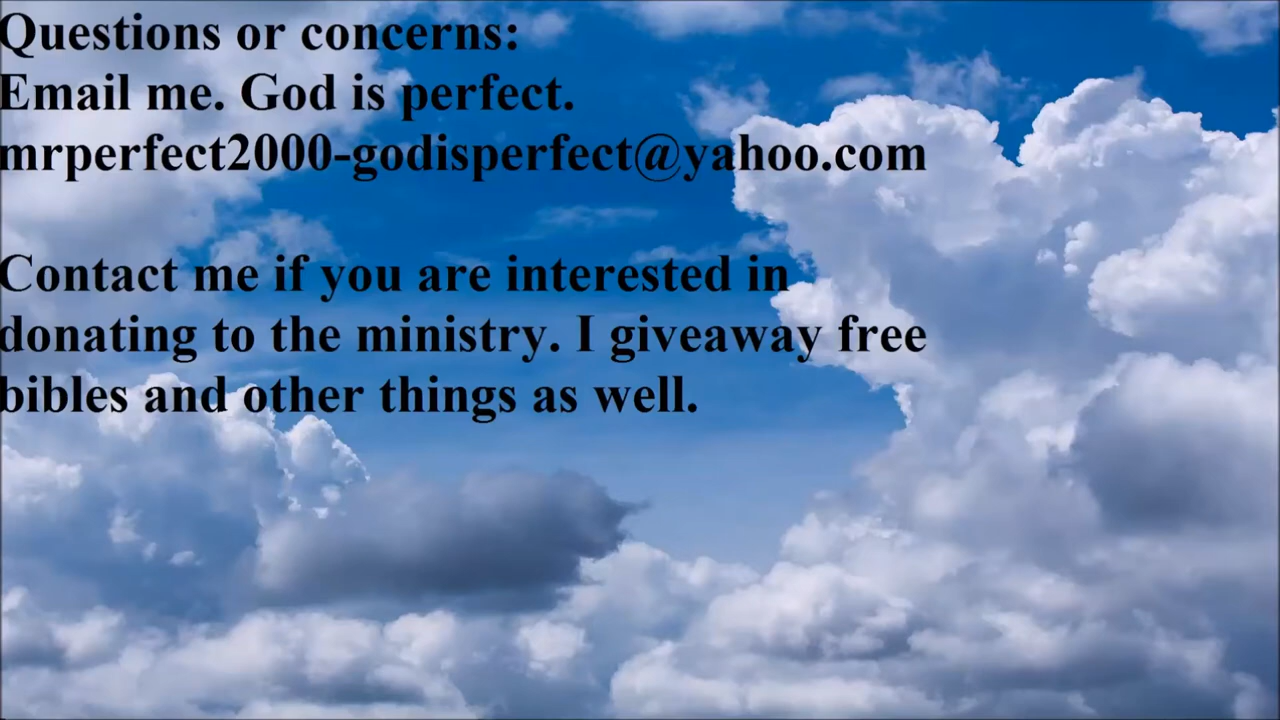 Questions or concerns:
Email me. God is perfect.
mrperfect2000-godisperfect@yahoo.com
Contact me if you are interested in
donating to the ministry. I giveaway free
bibles and other things as well.